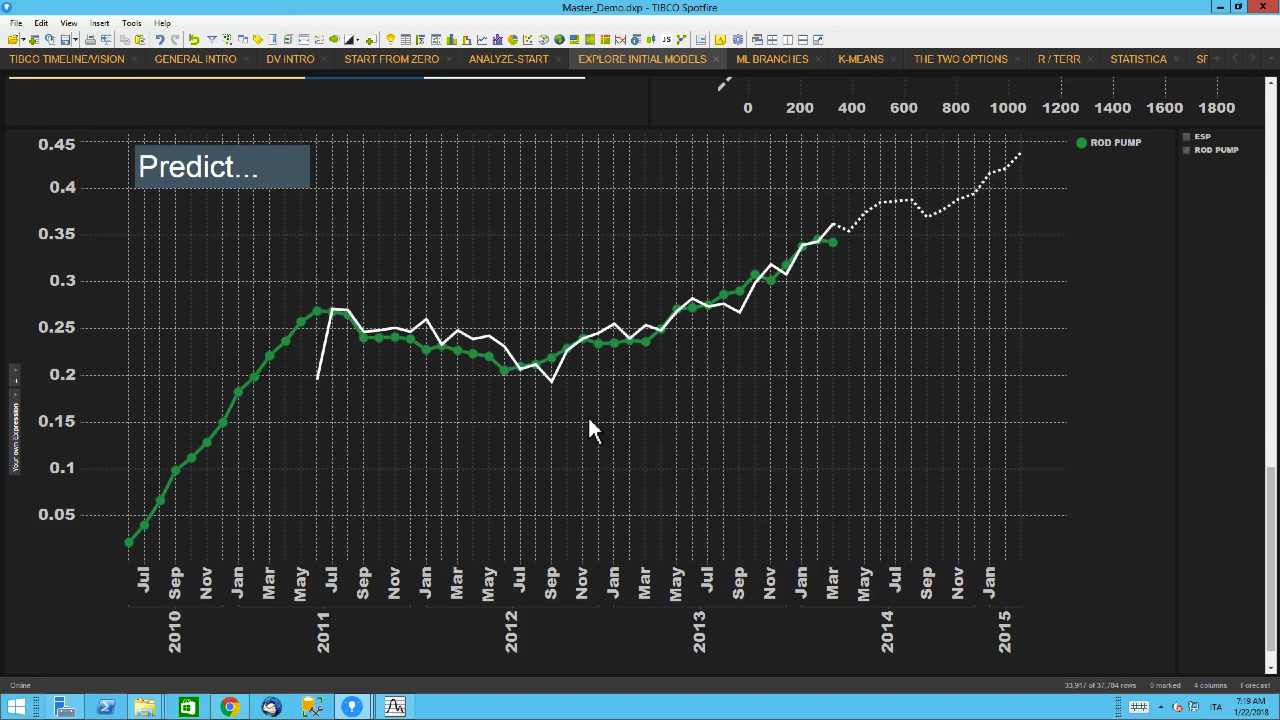 Master_Demo.dxp - TIBCO Spotfire
File Edit View Insert Tools Help
TIBCO TIMELINE/VISION GENERAL INTRO DV INTRO START FROM ZERO ANALYZE-START EXPLORE INITIAL MODELS ML BRANCHES K-MEANS THE TWO OPTIONS R / TERR STATISTICA SF
0 200 400 600 800 1000 1200 1400 1600 1800
Predict...
ROD PUMP
ESP
ROD PUMP
0.45
0.4
0.35
0.3
0.25
0.2
0.15
0.1
0.05
Your own Expression
Jul Sep Nov Jan Mar May Jul Sep Nov Jan Mar May Jul Sep Nov Jan Mar May Jul Sep Nov Jan Mar May Jul Sep Nov Jan
2010 2011 2012 2013 2014 2015
Online 33,917 of 37,784 rows 0 marked 4 columns Forecast
JS
ITA
7:19 AM
1/22/2018